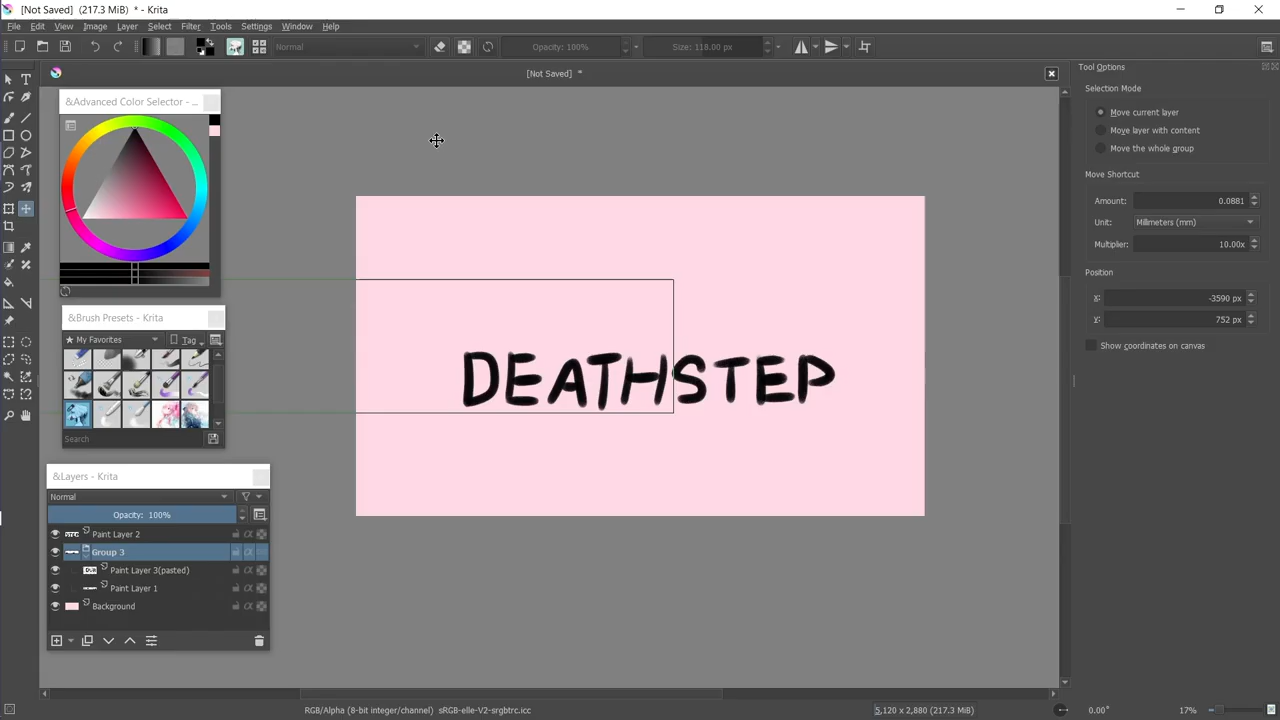 [Not Saved] (217.3 MiB) * - Krita
File Edit View Image Layer Select Filter Tools Settings Window Help
Normal Opacity: 100% Size: 118.00 px
[Not Saved] *
Tool Options
Selection Mode
Move current layer
Move layer with content
Move the whole group
Move Shortcut
Amount: 0.0881
Unit: Millimeters (mm)
Multiplier: 10.00x
Position
x: -3590 px
y: 752 px
Show coordinates on canvas
&Advanced Color Selector - ...
&Brush Presets - Krita
★ My Favorites Tag
Search
DEATHSTEP
&Layers - Krita
Normal
Opacity: 100%
Paint Layer 2
Group 3
Paint Layer 3(pasted)
Paint Layer 1
Background
RGB/Alpha (8-bit integer/channel) sRGB-elle-V2-srgbtrc.icc 5,120 x 2,880 (217.3 MiB) 0.00° 17%